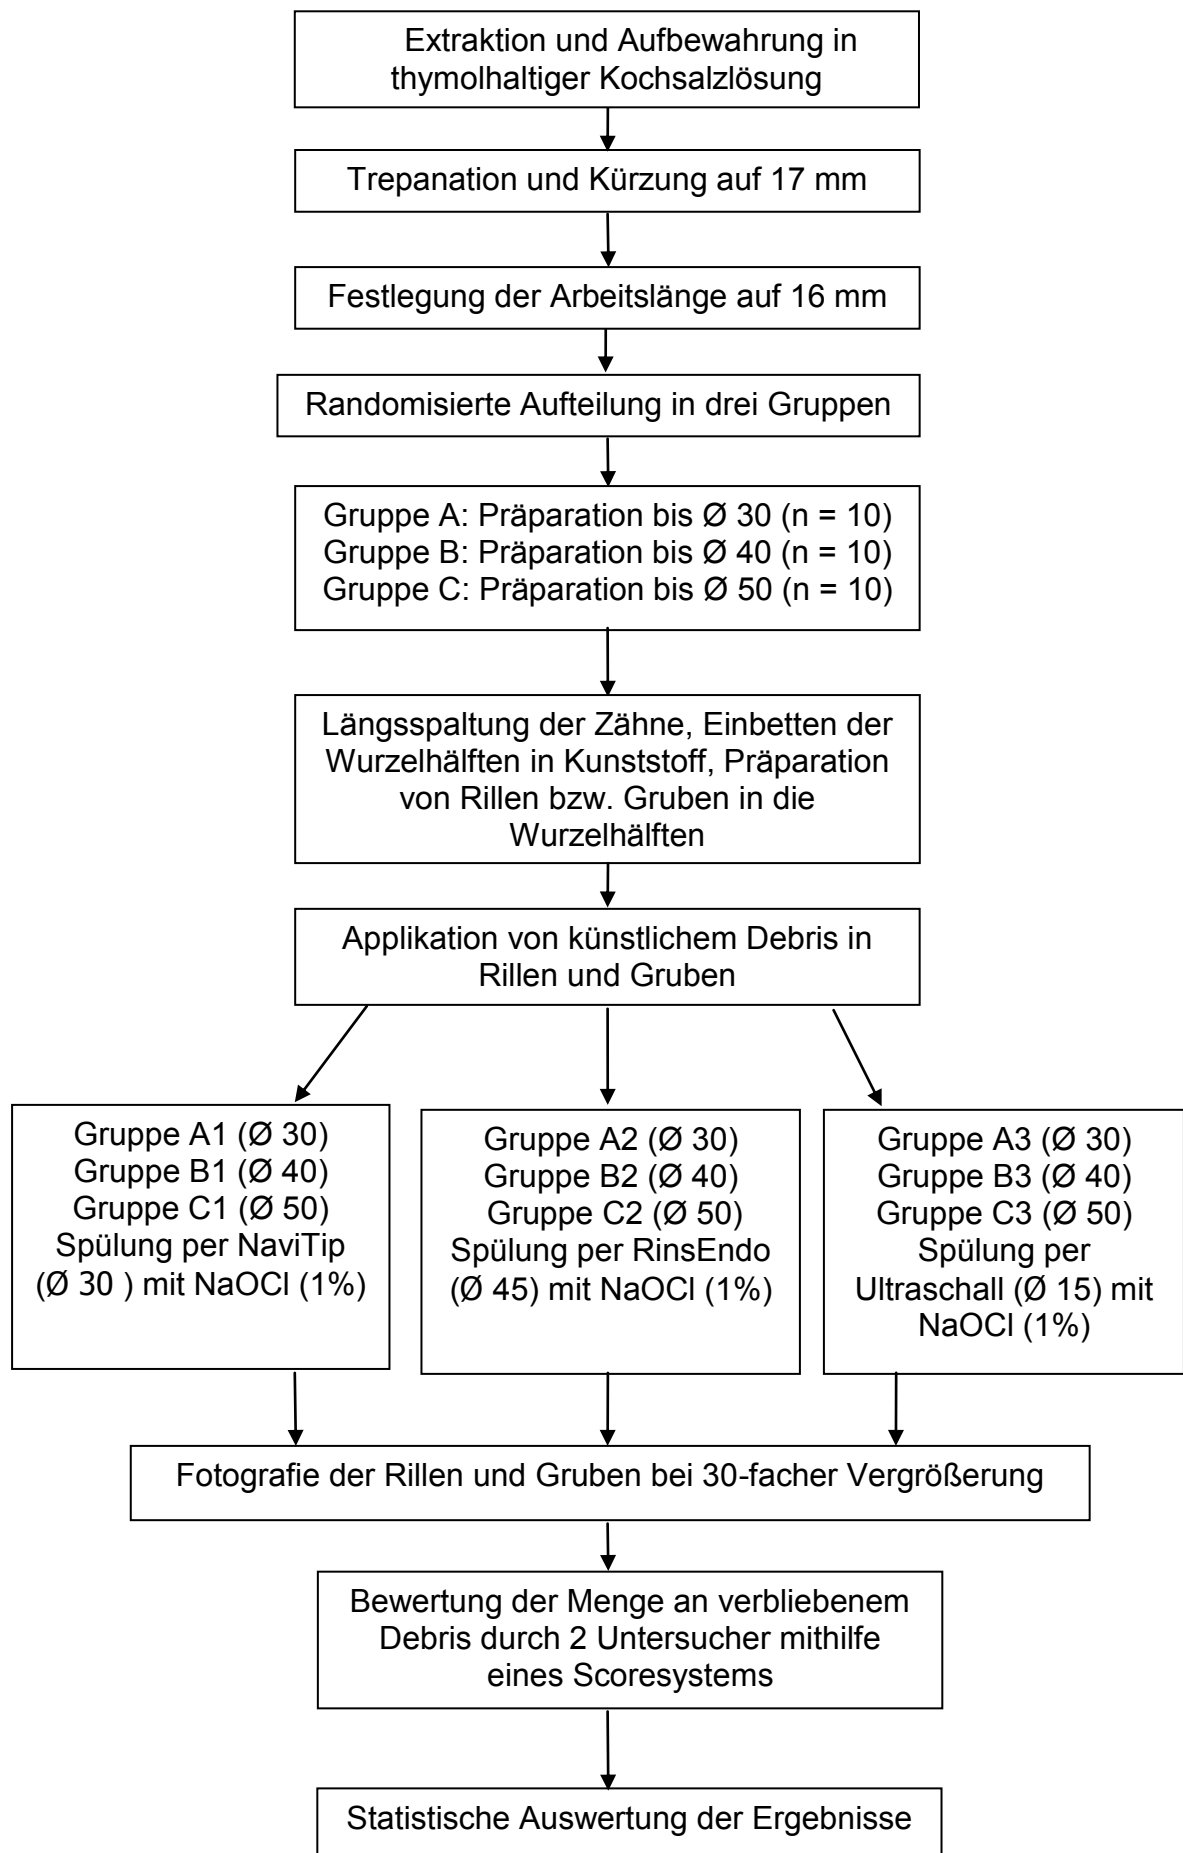 Extraktion und Aufbewahrung in
thymolhaltiger Kochsalzlösung
Trepanation und Kürzung auf 17 mm
Festlegung der Arbeitslänge auf 16 mm
Randomisierte Aufteilung in drei Gruppen
Gruppe A: Präparation bis Ø 30 (n = 10)
Gruppe B: Präparation bis Ø 40 (n = 10)
Gruppe C: Präparation bis Ø 50 (n = 10)
Längsspaltung der Zähne, Einbetten der
Wurzelhälften in Kunststoff, Präparation
von Rillen bzw. Gruben in die
Wurzelhälften
Applikation von künstlichem Debris in
Rillen und Gruben
Gruppe A1 (Ø 30)
Gruppe B1 (Ø 40)
Gruppe C1 (Ø 50)
Spülung per NaviTip
(Ø 30 ) mit NaOCl (1%)
Gruppe A2 (Ø 30)
Gruppe B2 (Ø 40)
Gruppe C2 (Ø 50)
Spülung per RinsEndo
(Ø 45) mit NaOCl (1%)
Gruppe A3 (Ø 30)
Gruppe B3 (Ø 40)
Gruppe C3 (Ø 50)
Spülung per
Ultraschall (Ø 15) mit
NaOCl (1%)
Fotografie der Rillen und Gruben bei 30-facher Vergrößerung
Bewertung der Menge an verbliebenem
Debris durch 2 Untersucher mithilfe
eines Scoresystems
Statistische Auswertung der Ergebnisse